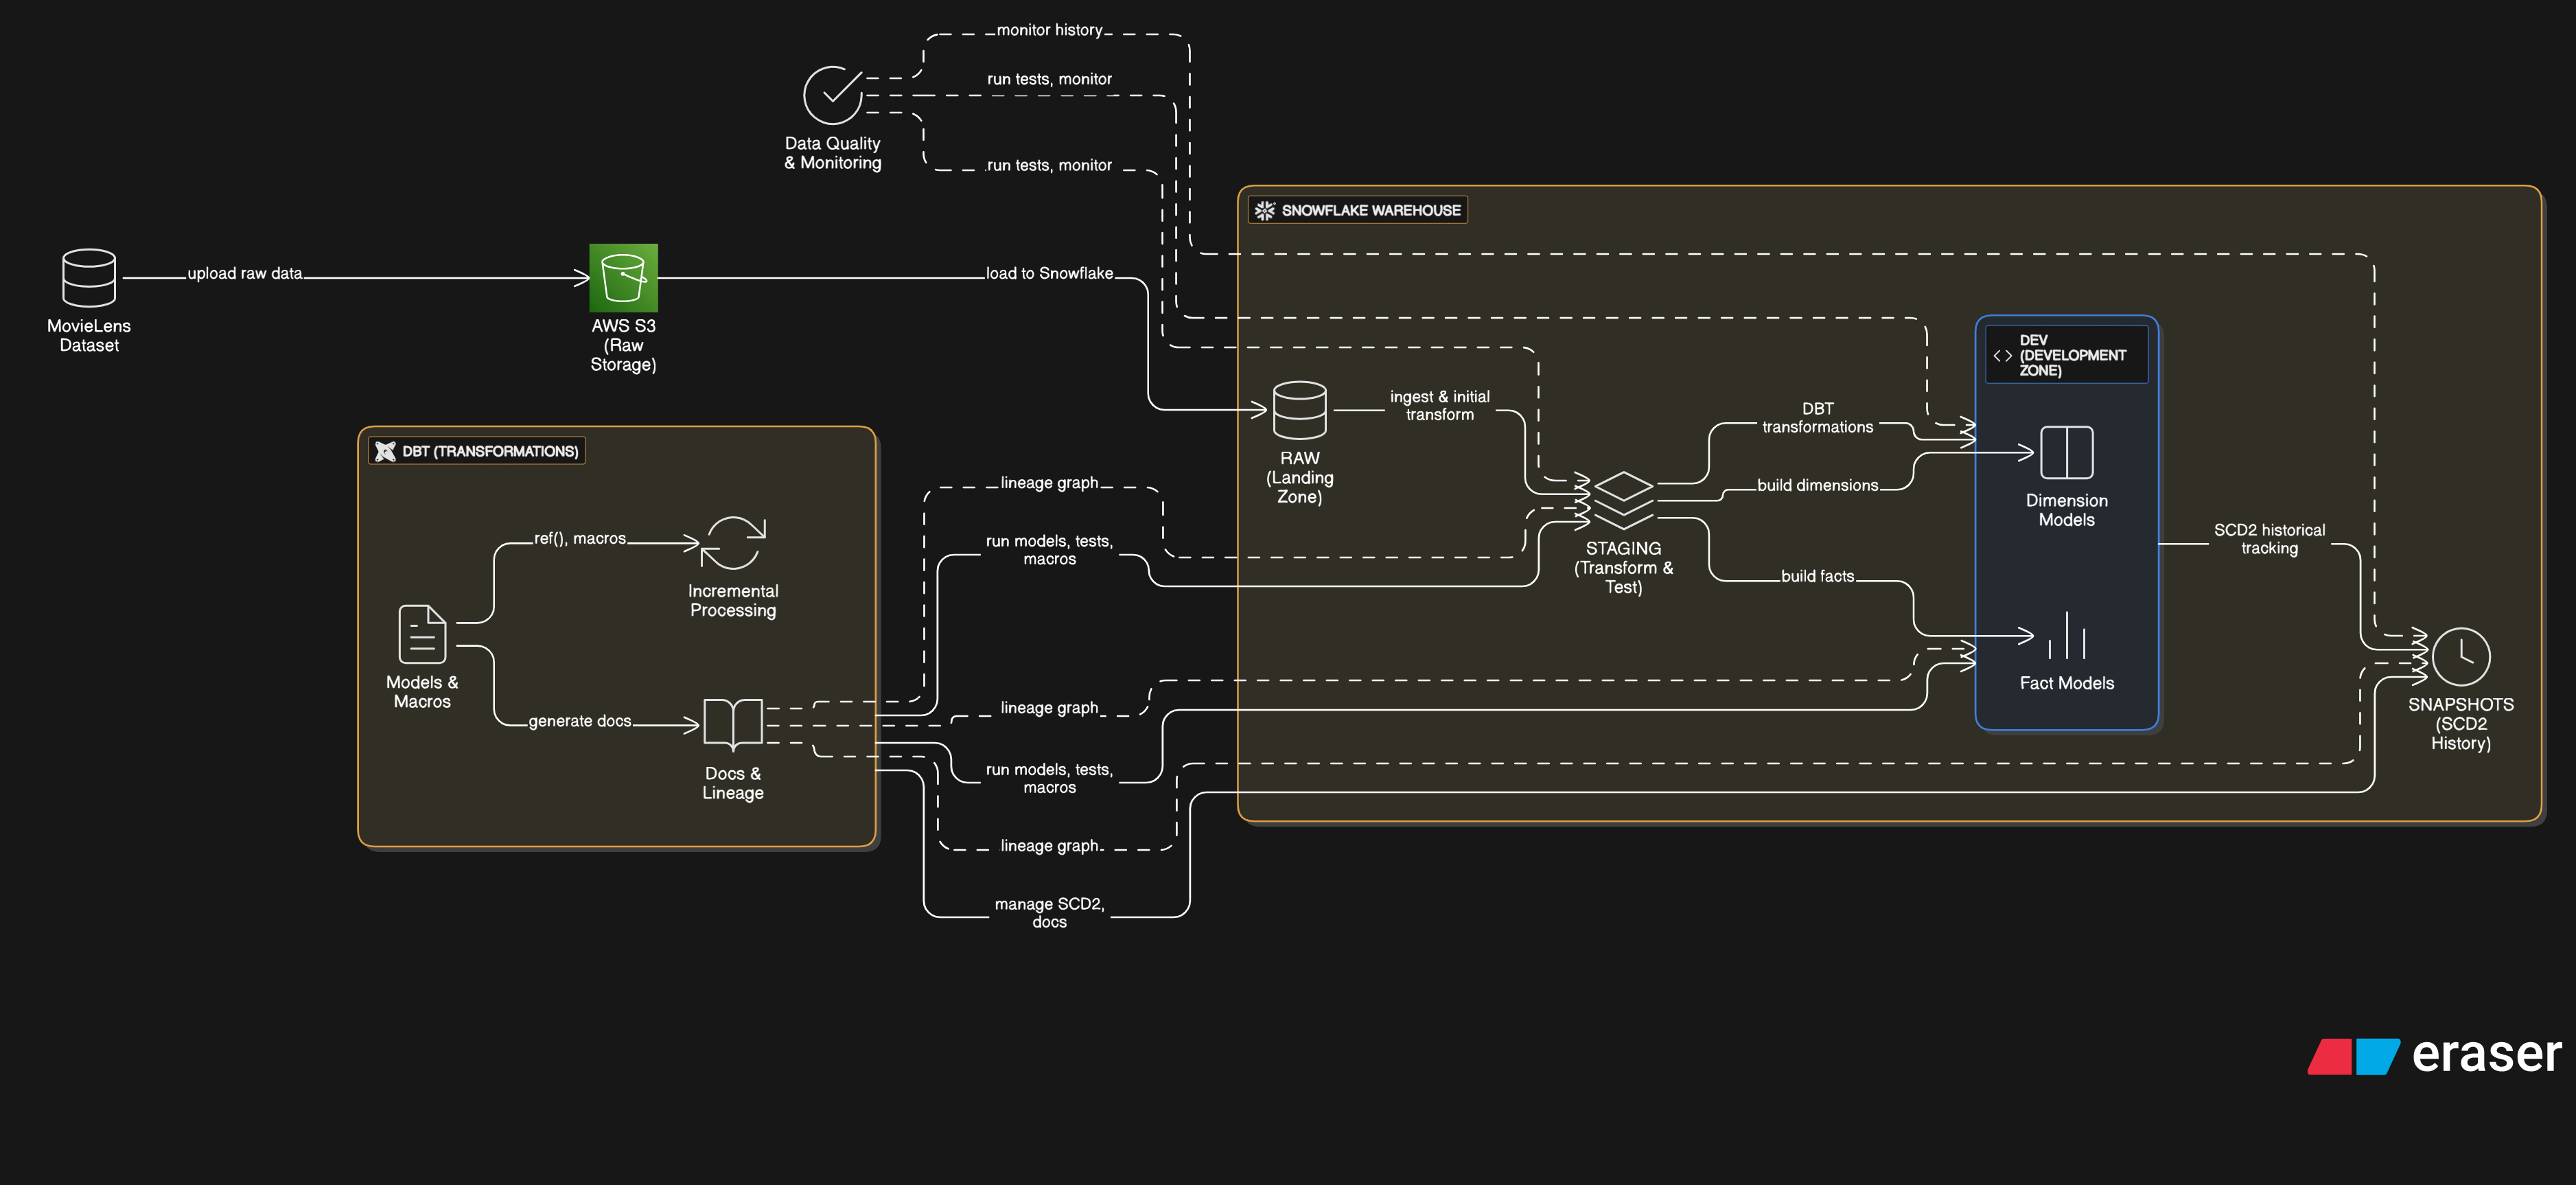 monitor history
run tests, monitor
Data Quality
& Monitoring
run tests, monitor
SNOWFLAKE WAREHOUSE
upload raw data
load to Snowflake
MovieLens
Dataset
AWS S3
(Raw
Storage)
DEV
(DEVELOPMENT
ZONE)
ingest & initial
transform
DBT
transformations
RAW
(Landing
Zone)
DBT (TRANSFORMATIONS)
lineage graph
build dimensions
Dimension
Models
ref(), macros
run models, tests,
macros
STAGING
(Transform &
Test)
SCD2 historical
tracking
Incremental
Processing
build facts
Models &
Macros
Fact Models
generate docs
lineage graph
SNAPSHOTS
(SCD2
History)
Docs &
Lineage
run models, tests,
macros
lineage graph
manage SCD2,
docs
eraser